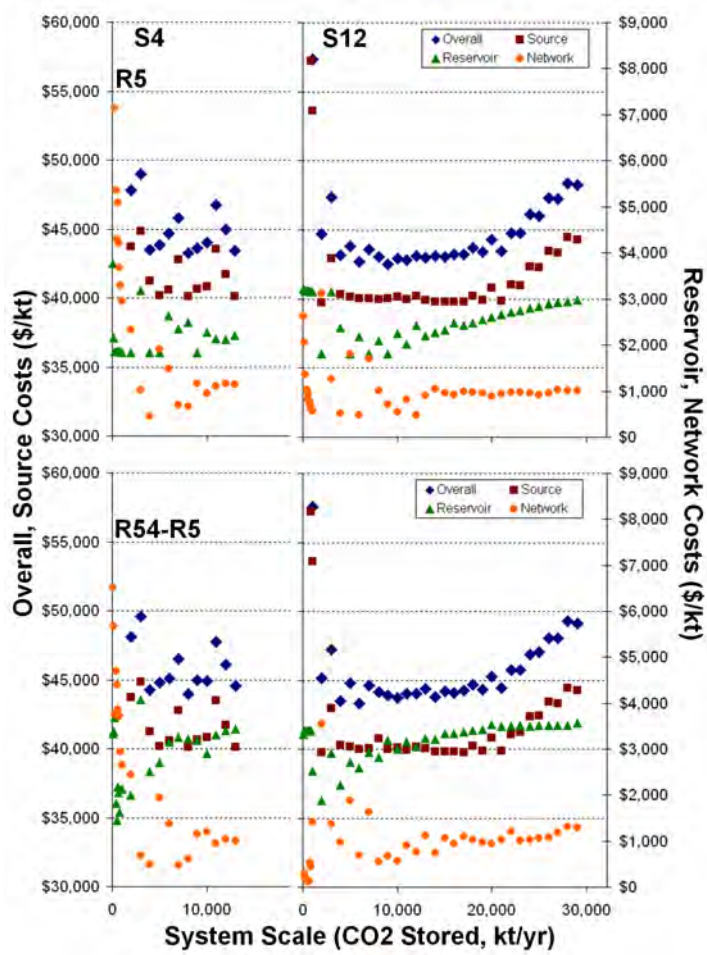 $60,000
$55,000
$50,000
$45,000
$40,000
$35,000
$30,000
S4
R5
S12
Overall Source
Reservoir Network
$9,000
$8,000
$7,000
$6,000
$5,000
$4,000
$3,000
$2,000
$1,000
$0
$60,000
$55,000
$50,000
$45,000
$40,000
$35,000
$30,000
R54-R5
Overall Source
Reservoir Network
$9,000
$8,000
$7,000
$6,000
$5,000
$4,000
$3,000
$2,000
$1,000
$0
0 10,000 0 10,000 20,000 30,000
Overall, Source Costs ($/kt)
Reservoir, Network Costs ($/kt)
System Scale (CO2 Stored, kt/yr)